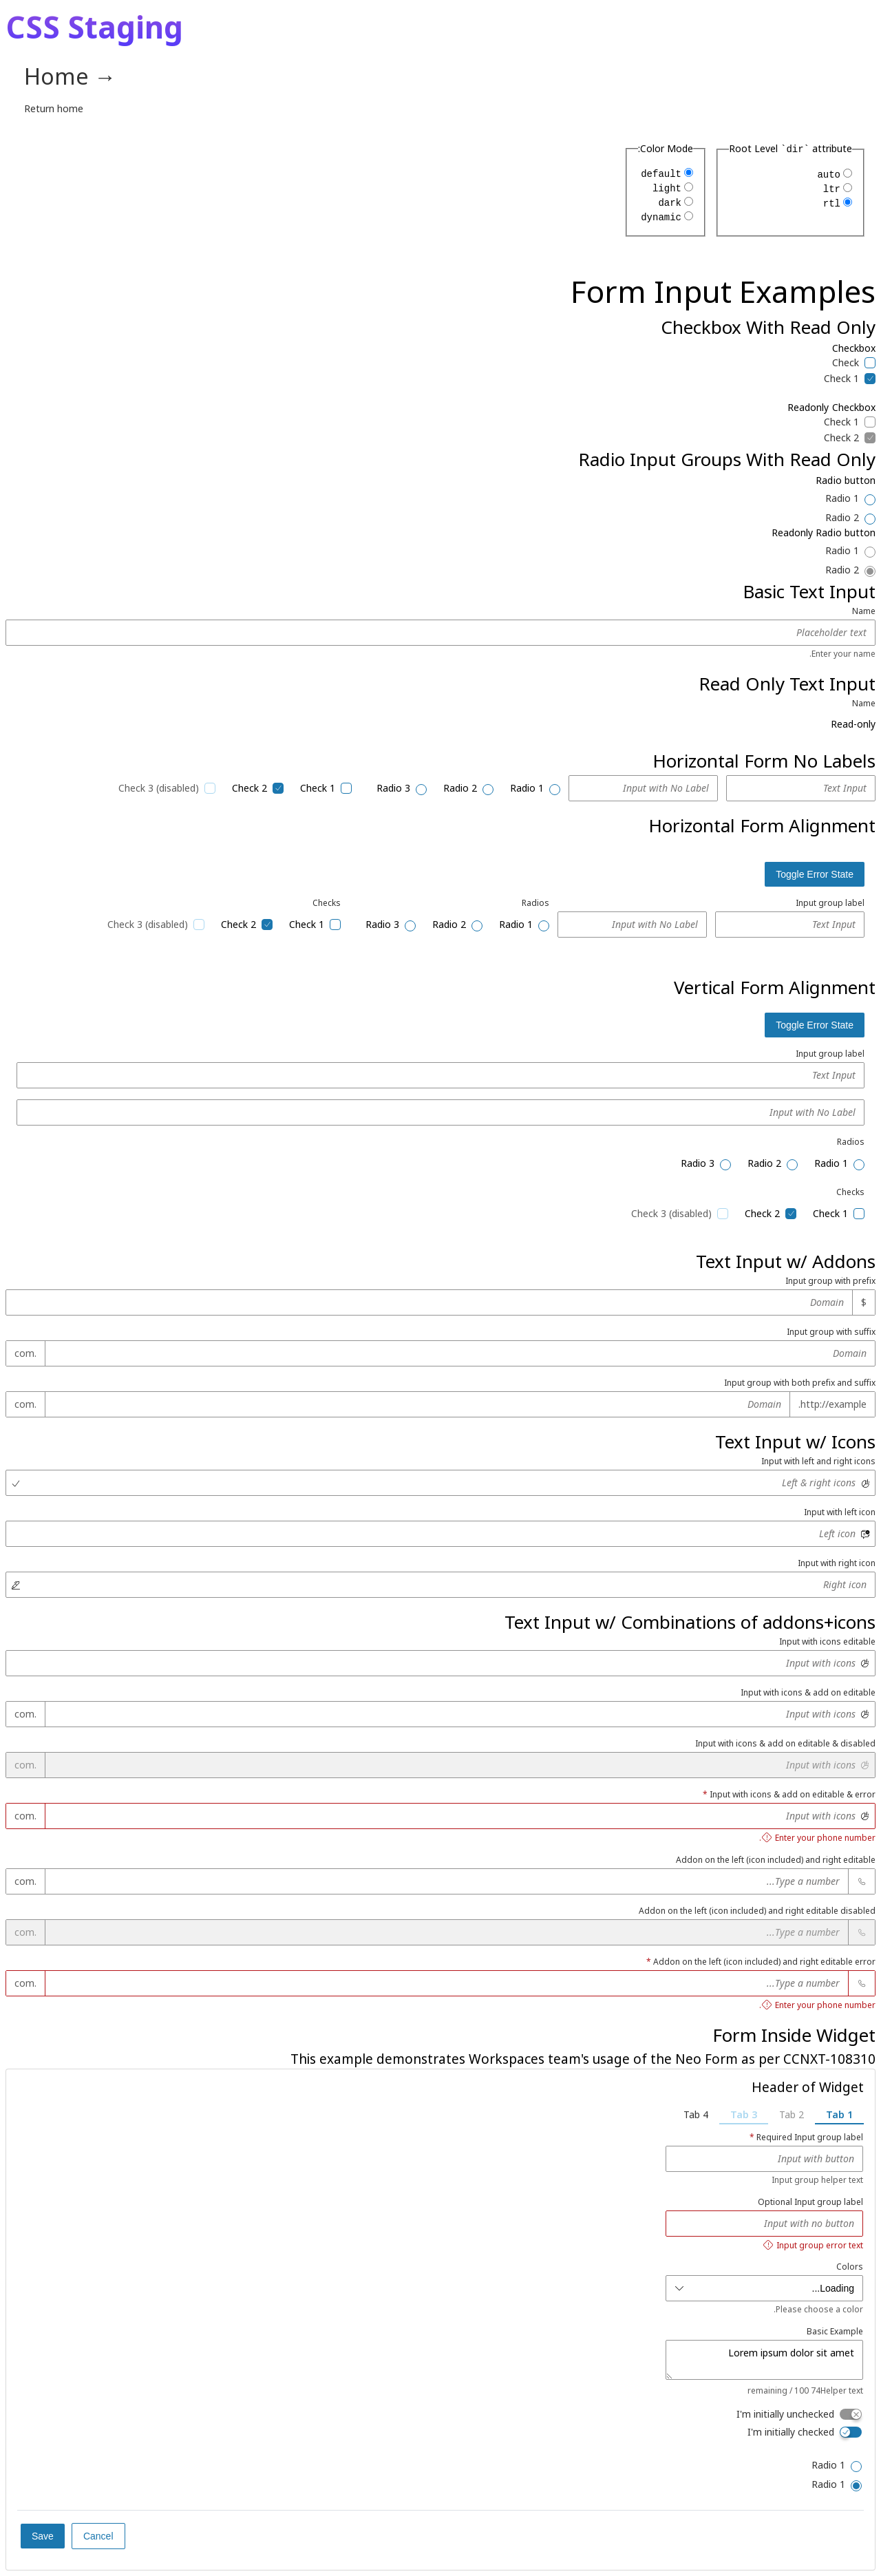 CSS Staging
Home →
Return home
Root Level `dir` attribute
auto
ltr
rtl
:Color Mode
default
light
dark
dynamic
Form Input Examples
Checkbox With Read Only
Checkbox
Check
Check 1
Readonly Checkbox
Check 1
Check 2
Radio Input Groups With Read Only
Radio button
Radio 1
Radio 2
Readonly Radio button
Radio 1
Radio 2
Basic Text Input
Name
Placeholder text
.Enter your name
Read Only Text Input
Name
Read-only
Horizontal Form No Labels
Check 3 (disabled) Check 2 Check 1 Radio 3 Radio 2 Radio 1 Input with No Label Text Input
Horizontal Form Alignment
Toggle Error State
Checks Radios Input group label
Check 3 (disabled) Check 2 Check 1 Radio 3 Radio 2 Radio 1 Input with No Label Text Input
Vertical Form Alignment
Toggle Error State
Input group label
Text Input
Input with No Label
Radios
Radio 3 Radio 2 Radio 1
Checks
Check 3 (disabled) Check 2 Check 1
Text Input w/ Addons
Input group with prefix
Domain $
Input group with suffix
com. Domain
Input group with both prefix and suffix
com. Domain .http://example
Text Input w/ Icons
Input with left and right icons
Left & right icons
Input with left icon
Left icon
Input with right icon
Right icon
Text Input w/ Combinations of addons+icons
Input with icons editable
Input with icons
Input with icons & add on editable
com. Input with icons
Input with icons & add on editable & disabled
com. Input with icons
* Input with icons & add on editable & error
com. Input with icons
. Enter your phone number
Addon on the left (icon included) and right editable
com. ...Type a number
Addon on the left (icon included) and right editable disabled
com. ...Type a number
* Addon on the left (icon included) and right editable error
com. ...Type a number
. Enter your phone number
Form Inside Widget
This example demonstrates Workspaces team's usage of the Neo Form as per CCNXT-108310
Header of Widget
Tab 4 Tab 3 Tab 2 Tab 1
* Required Input group label
Input with button
Input group helper text
Optional Input group label
Input with no button
Input group error text
Colors
...Loading
.Please choose a color
Basic Example
Lorem ipsum dolor sit amet
remaining / 100 74Helper text
I'm initially unchecked
I'm initially checked
Radio 1
Radio 1
Save Cancel